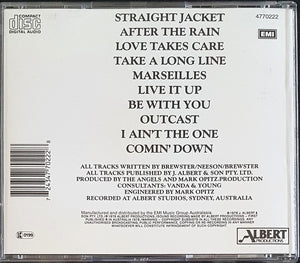 COMPACT
disc
DIGITAL AUDIO
4770222
EMI
STRAIGHT JACKET
AFTER THE RAIN
LOVE TAKES CARE
TAKE A LONG LINE
MARSEILLES
LIVE IT UP
BE WITH YOU
OUTCAST
I AIN'T THE ONE
COMIN' DOWN
ALL TRACKS WRITTEN BY BREWSTER/NEESON/BREWSTER
ALL TRACKS PUBLISHED BY J. ALBERT & SON PTY. LTD.
PRODUCED BY THE ANGELS AND MARK OPITZ.PRODUCTION
CONSULTANTS: VANDA & YOUNG
ENGINEERED BY MARK OPITZ
RECORDED AT ALBERT STUDIOS, SYDNEY, AUSTRALIA
Manufactured and distributed by the EMI Music Group Australasia
ALBERT
PRODUCTIONS